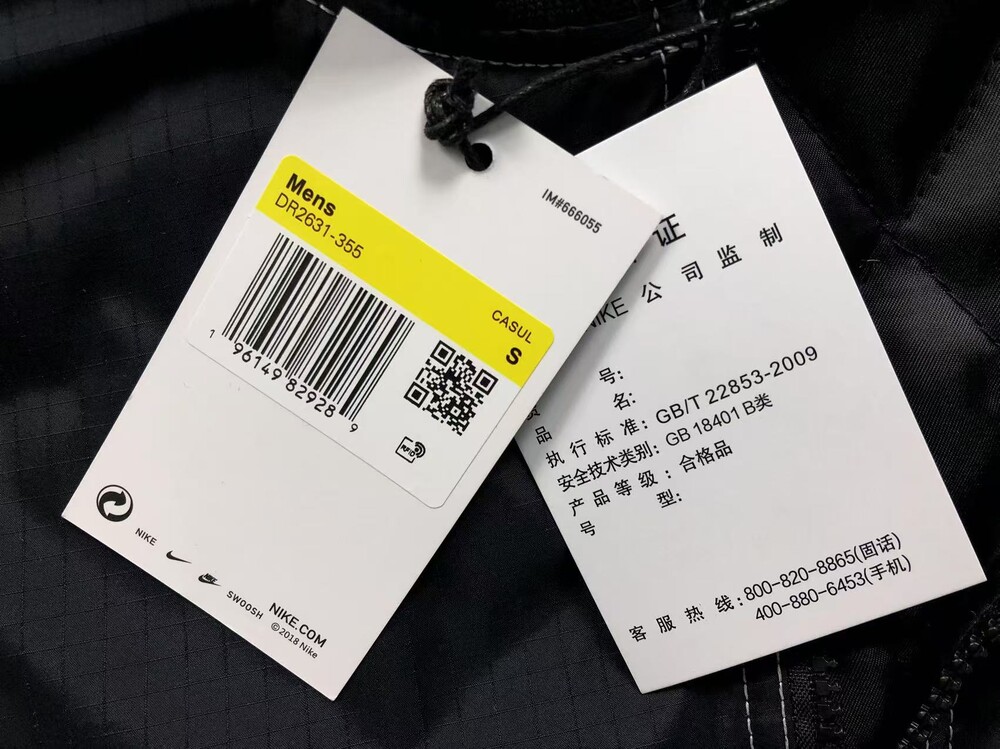 IM#666055
Mens
DR2631-355
CASUL
S
1 96149 82928 9
RFID
NIKE
SWOOSH
NIKE.COM
©2018 Nike
证
NIKE 公司监制
号:
货 名:
品
执行标准: GB/T 22853-2009
安全技术类别: GB 18401 B类
产品等级: 合格品
号 型:
客服热线: 800-820-8865(固话)
400-880-6453(手机)